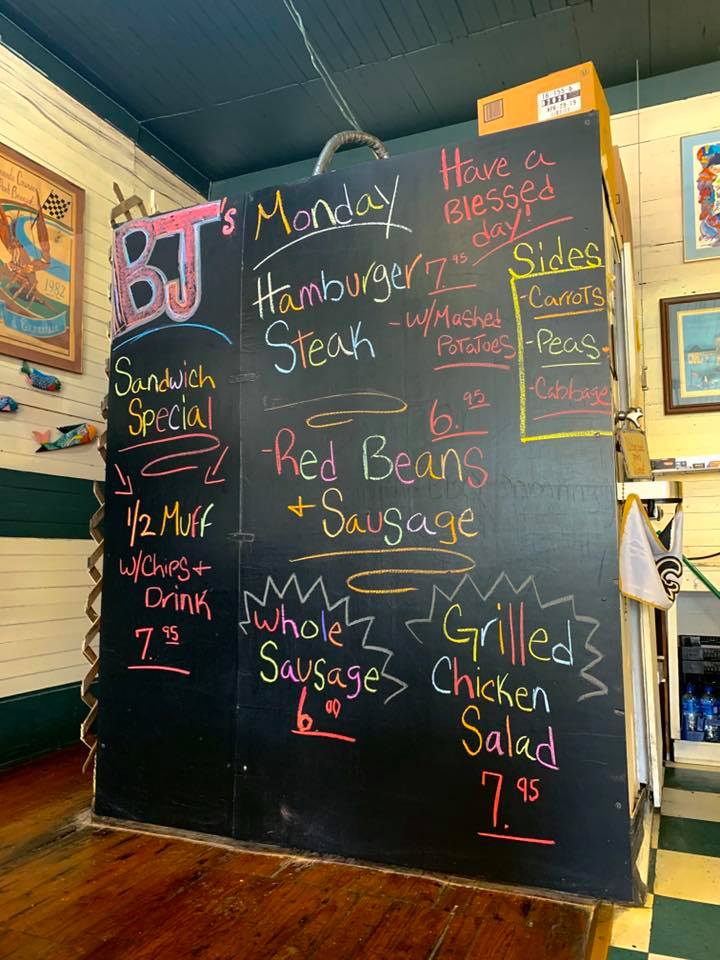 BJ's
Sandwich
Special
1/2 Muff
w/Chips +
Drink
7.95
Monday
Have a
Blessed
day!
Hamburger 7.95
Steak
- w/Mashed
Potatoes
6.95
-Red Beans
+ Sausage
Whole
Sausage
6.00
Grilled
Chicken
Salad
7.95
Sides
-Carrots
-Peas
-Cabbage
1982